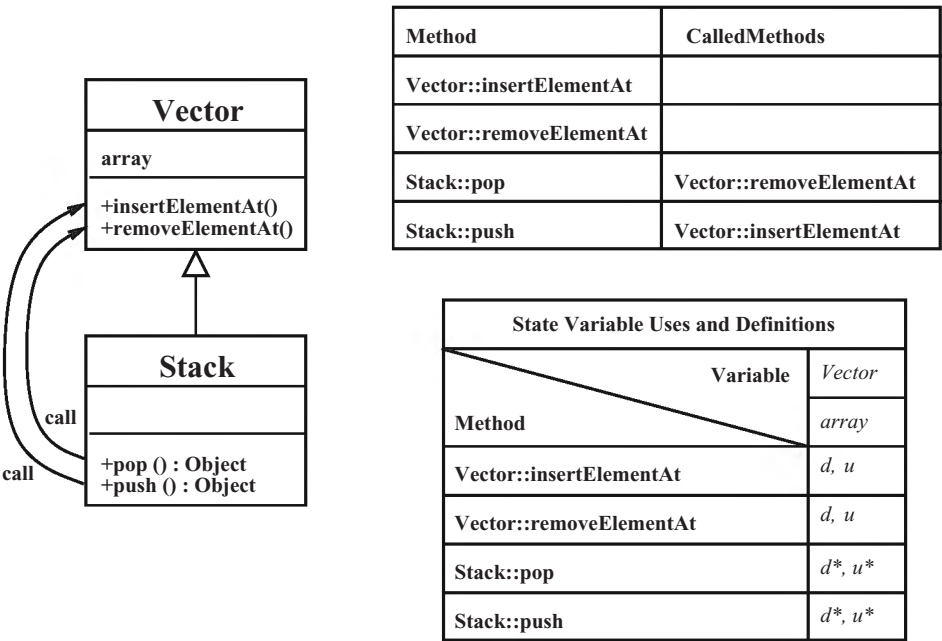 Vector
array
+insertElementAt()
+removeElementAt()
Stack
+pop () : Object
+push () : Object
call
call
Method CalledMethods
Vector::insertElementAt
Vector::removeElementAt
Stack::pop Vector::removeElementAt
Stack::push Vector::insertElementAt
State Variable Uses and Definitions
Variable Vector
Method array
Vector::insertElementAt d, u
Vector::removeElementAt d, u
Stack::pop d*, u*
Stack::push d*, u*